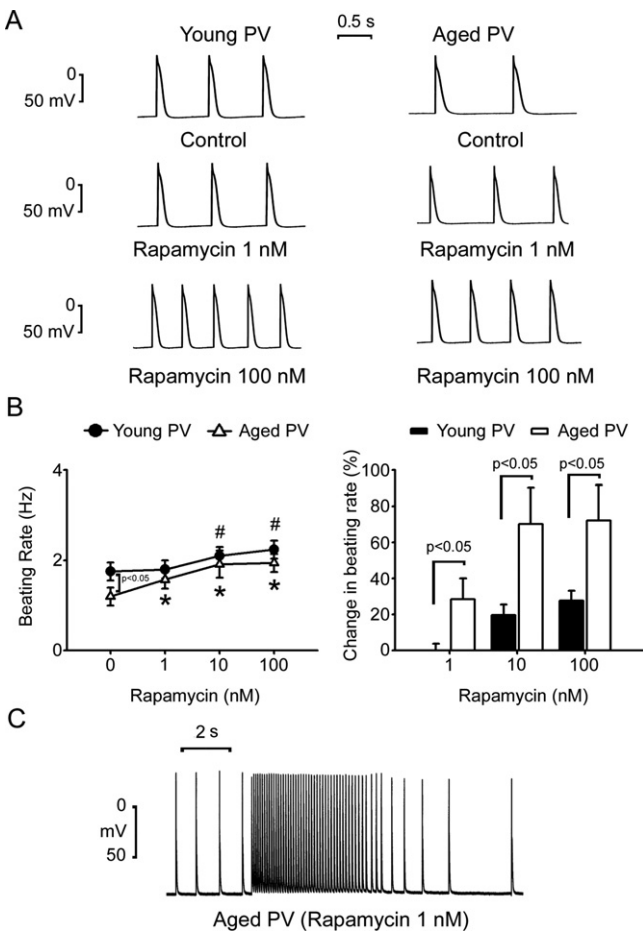 A
Young PV
0.5 s
Aged PV
0
50 mV
Control
0
50 mV
Rapamycin 1 nM
Rapamycin 1 nM
0
50 mV
Rapamycin 100 nM
Rapamycin 100 nM
B
Young PV
Aged PV
Beating Rate (Hz)
4
2
0
p<0.05
#
#
*
*
*
0
1
10
100
Rapamycin (nM)
Young PV
Aged PV
Change in beating rate (%)
100
80
60
40
20
0
p<0.05
p<0.05
p<0.05
1
10
100
Rapamycin (nM)
C
2 s
0
mV
50
Aged PV (Rapamycin 1 nM)